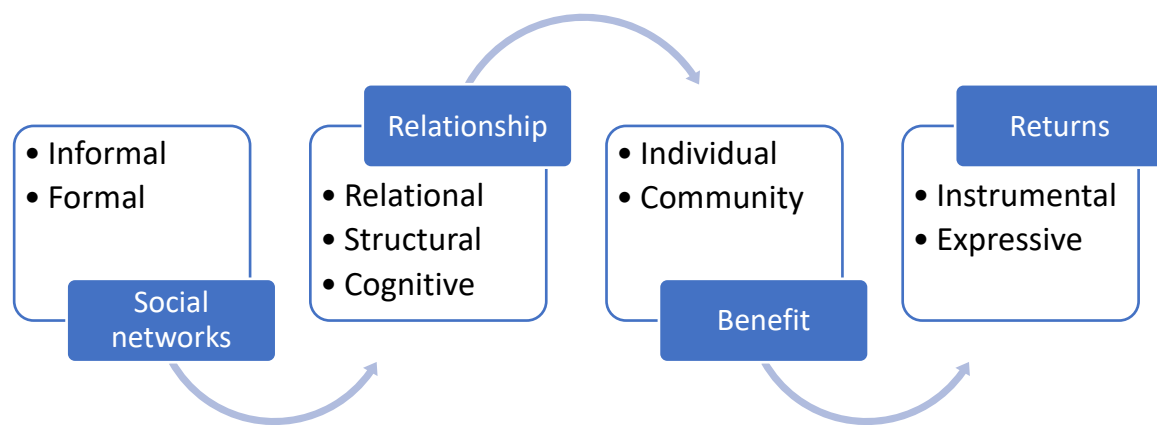 • Informal
• Formal
Social
networks
Relationship
• Relational
• Structural
• Cognitive
• Individual
• Community
Benefit
Returns
• Instrumental
• Expressive